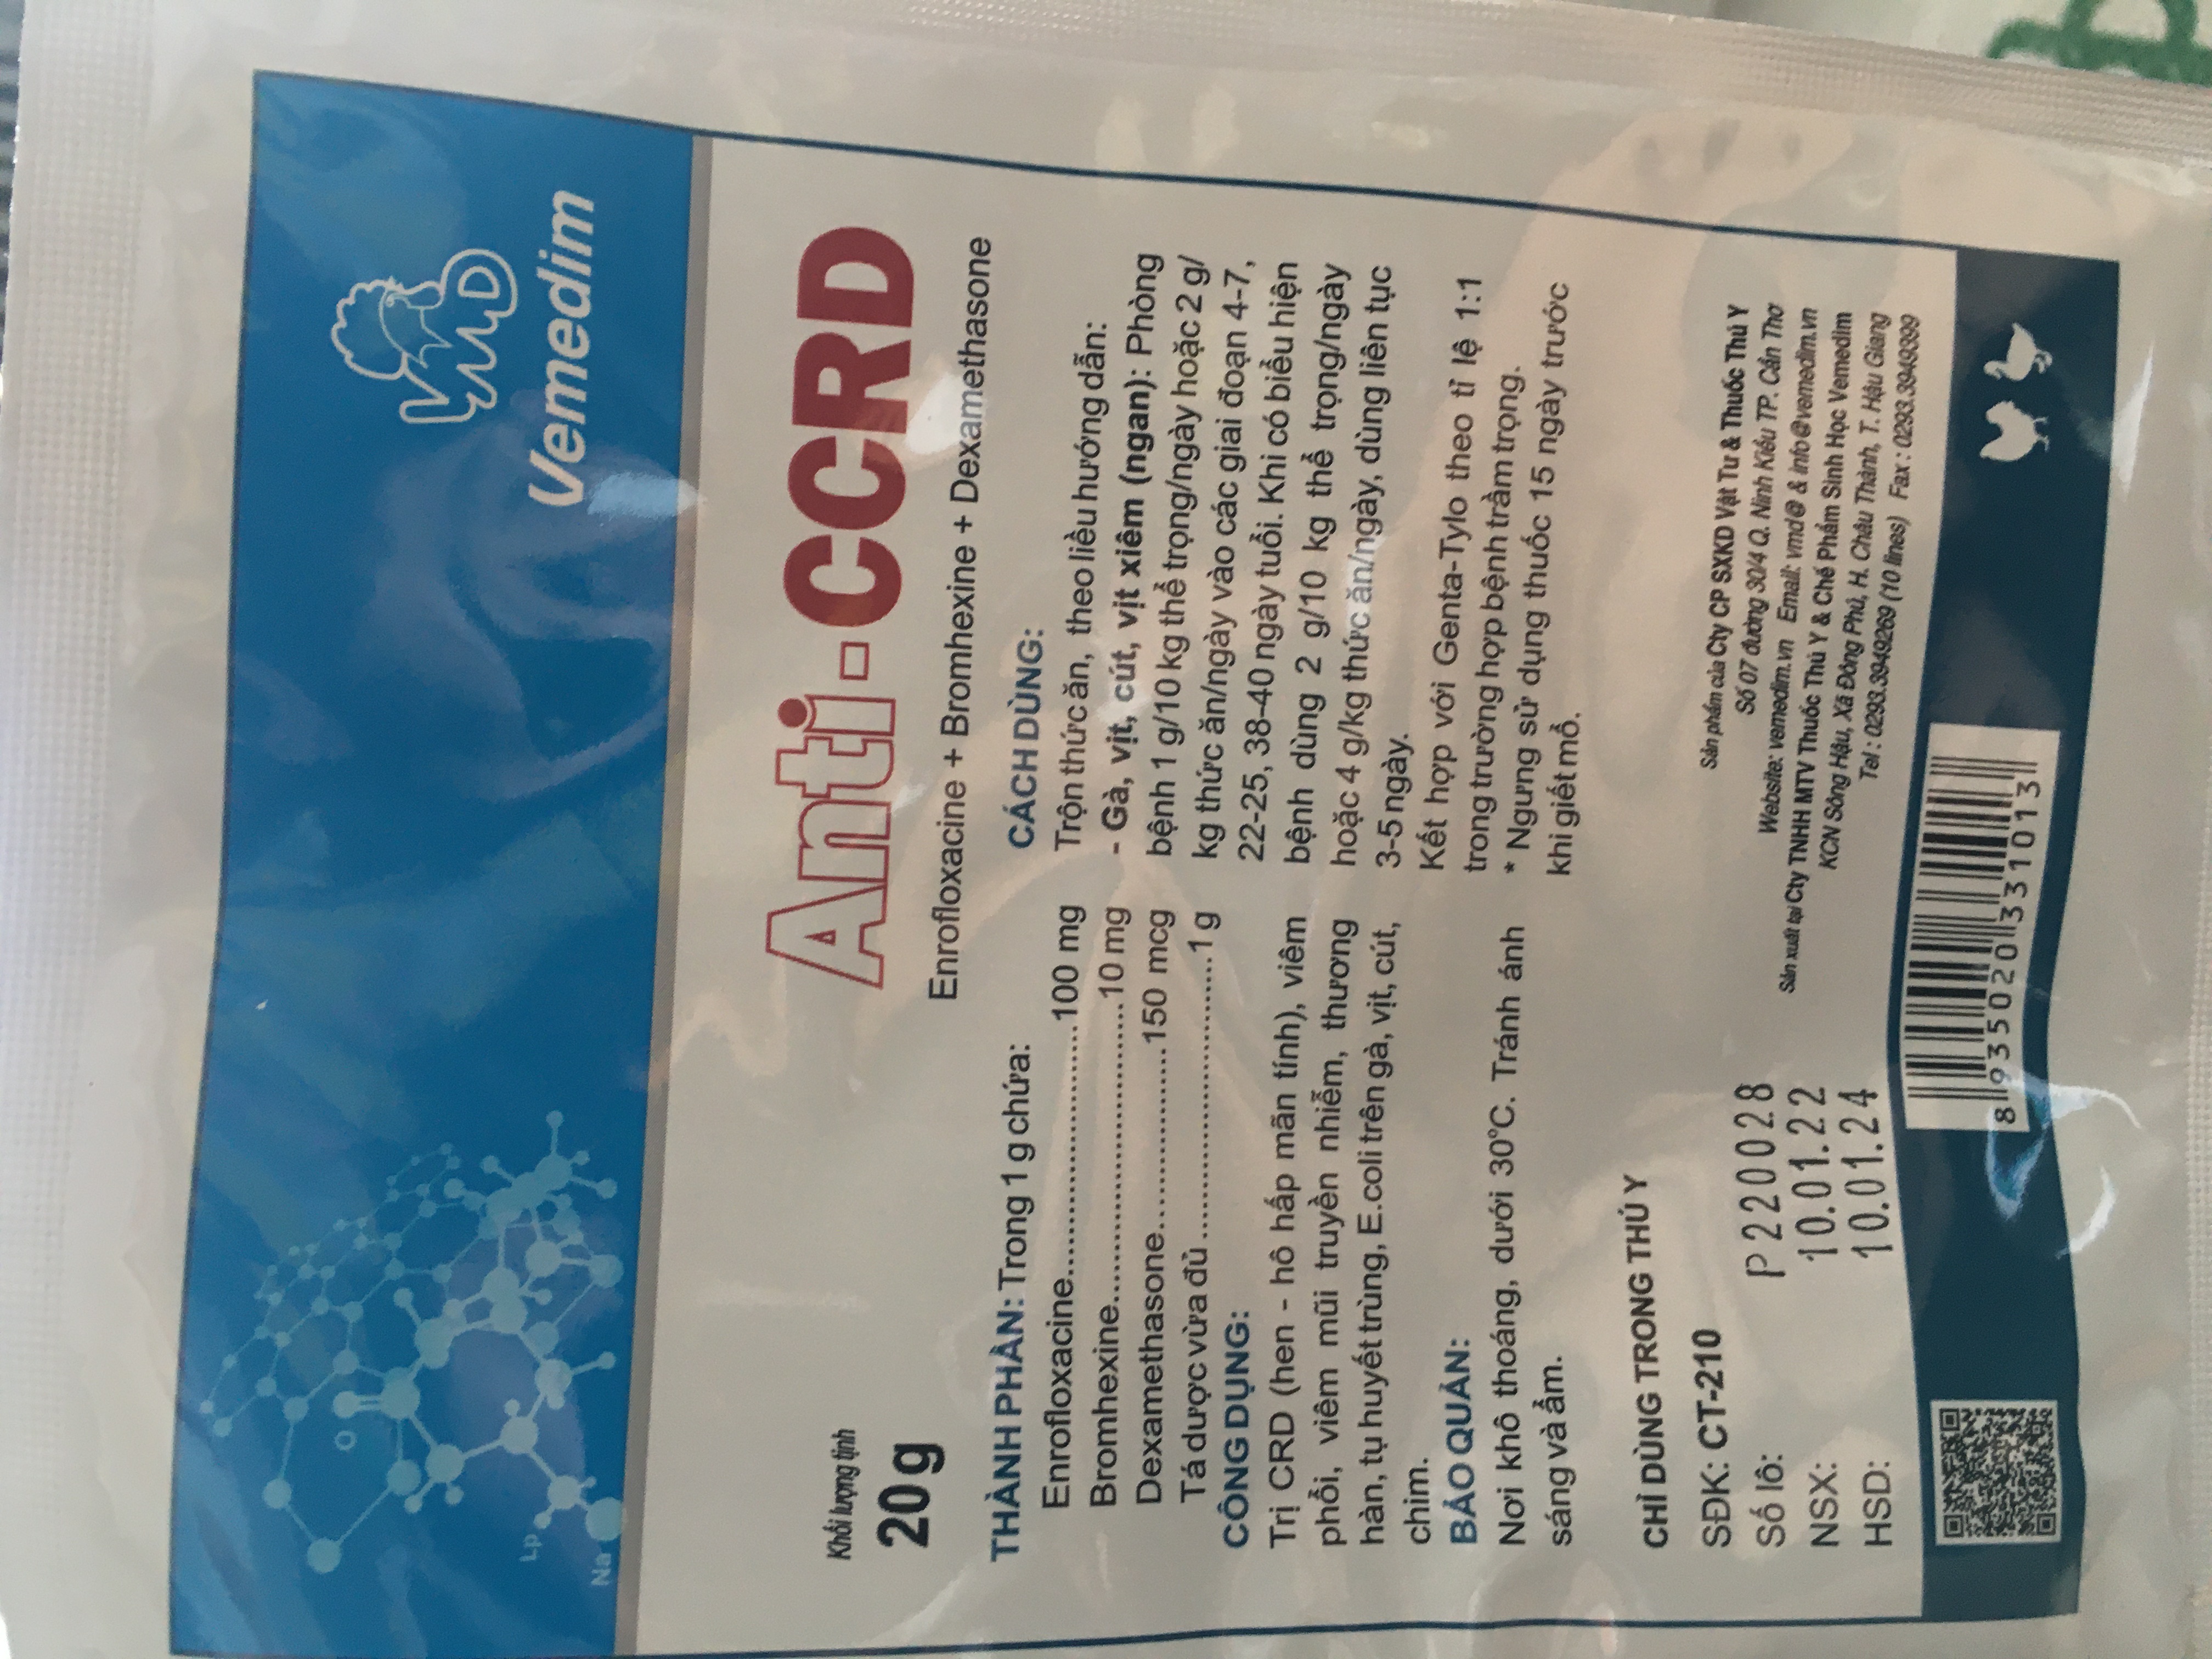 Vemedim
Khối lượng tịnh
20 g
Anti-CCRD
Enrofloxacine + Bromhexine + Dexamethasone
THÀNH PHẦN: Trong 1 g chứa:
Enrofloxacine..............................100 mg
Bromhexine..............................10 mg
Dexamethasone....................150 mcg
Tá dược vừa đủ..............................1 g
CÔNG DỤNG:
Trị CRD (hen - hô hấp mãn tính), viêm
phổi, viêm mũi truyền nhiễm, thương
hàn, tụ huyết trùng, E.coli trên gà, vịt, cút,
chim.
BẢO QUẢN:
Nơi khô thoáng, dưới 30°C. Tránh ánh
sáng và ẩm.
CÁCH DÙNG:
Trộn thức ăn, theo liều hướng dẫn:
- Gà, vịt, cút, vịt xiêm (ngan): Phòng
bệnh 1 g/10 kg thể trọng/ngày hoặc 2 g/
kg thức ăn/ngày vào các giai đoạn 4-7,
22-25, 38-40 ngày tuổi. Khi có biểu hiện
bệnh dùng 2 g/10 kg thể trọng/ngày
hoặc 4 g/kg thức ăn/ngày, dùng liên tục
3-5 ngày.
Kết hợp với Genta-Tylo theo tỉ lệ 1:1
trong trường hợp bệnh trầm trọng.
* Ngưng sử dụng thuốc 15 ngày trước
khi giết mổ.
CHỈ DÙNG TRONG THÚ Y
SĐK: CT-210
Số lô: P220028
NSX: 10.01.22
HSD: 10.01.24
Sản phẩm của Cty CP SXKD Vật Tư & Thuốc Thú Y
Số 07 đường 30/4 Q. Ninh Kiều TP. Cần Thơ
Website: vemedim.vn Email: vmd@ & info@vemedim.vn
Sản xuất tại Cty TNHH MTV Thuốc Thú Y & Chế Phẩm Sinh Học Vemedim
KCN Sông Hậu, Xã Đông Phú, H. Châu Thành, T. Hậu Giang
Tel : 0293.3949269 (10 lines) Fax : 0293.3949399
8 935020 331013
O
Lp
Na